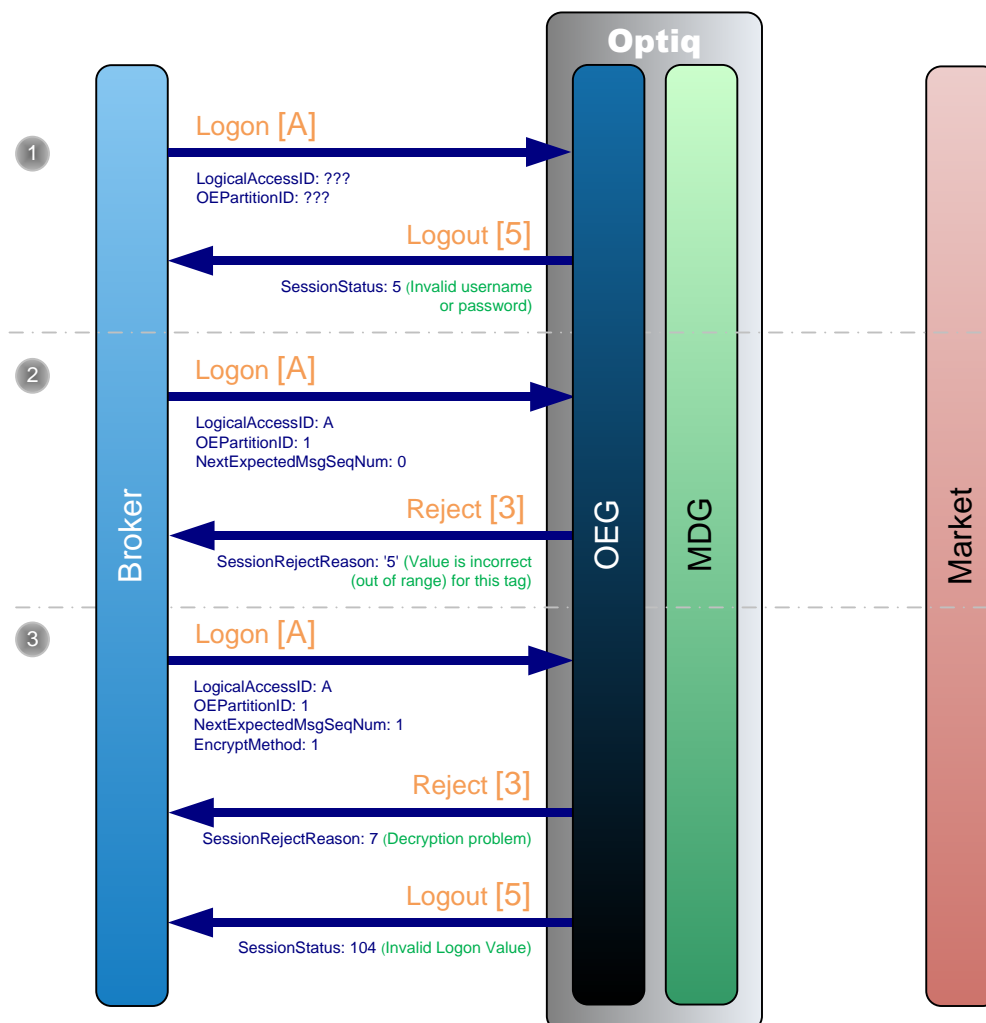 Optiq
1
Logon [A]
LogicalAccessID: ???
OEPartitionID: ???
Logout [5]
SessionStatus: 5 (Invalid username
or password)
2
Logon [A]
LogicalAccessID: A
OEPartitionID: 1
NextExpectedMsgSeqNum: 0
Reject [3]
SessionRejectReason: '5' (Value is incorrect
(out of range) for this tag)
Broker
OEG
MDG
Market
3
Logon [A]
LogicalAccessID: A
OEPartitionID: 1
NextExpectedMsgSeqNum: 1
EncryptMethod: 1
Reject [3]
SessionRejectReason: 7 (Decryption problem)
Logout [5]
SessionStatus: 104 (Invalid Logon Value)